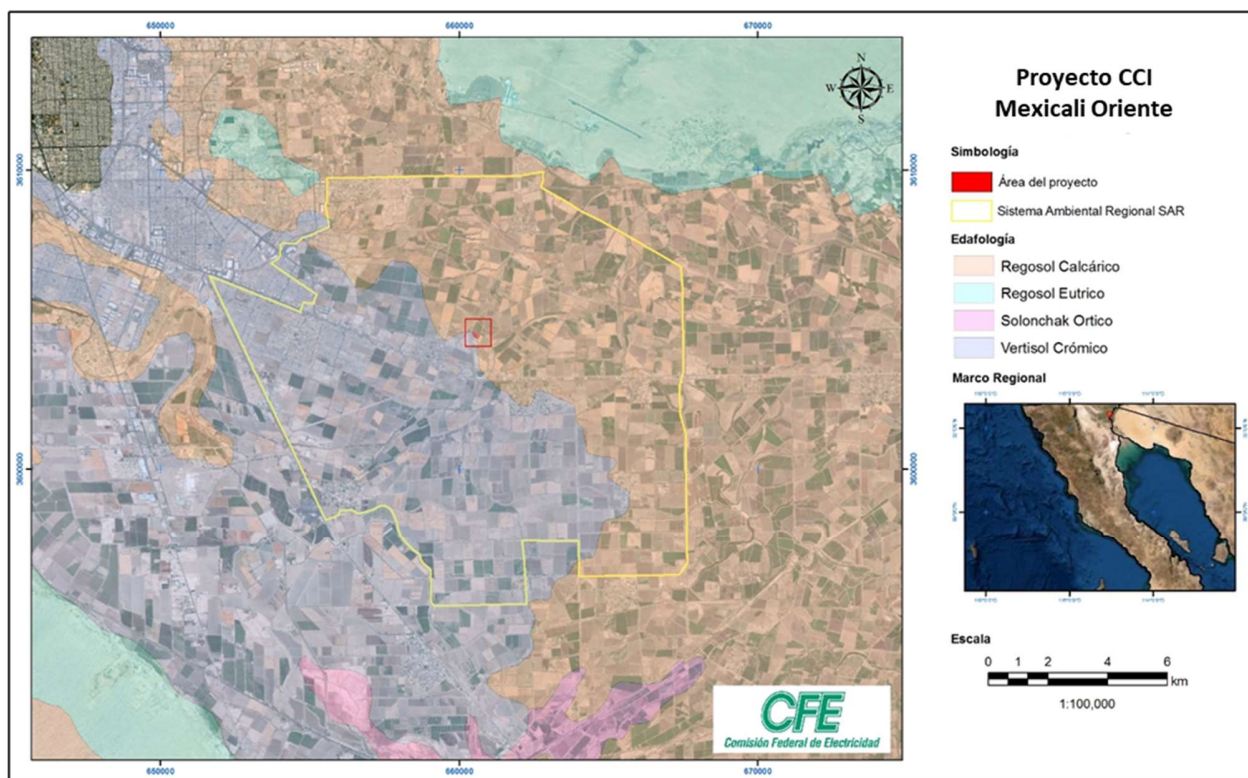 650000
660000
670000
3610000
3610000
3600000
3600000
650000
660000
670000
N
W
E
S
CFE
Comisión Federal de Electricidad
Proyecto CCI
Mexicali Oriente
Simbología
Área del proyecto
Sistema Ambiental Regional SAR
Edafología
Regosol Calcárico
Regosol Eutrico
Solonchak Ortico
Vertisol Crómico
Marco Regional
Escala
0 1 2 4 6
km
1:100,000